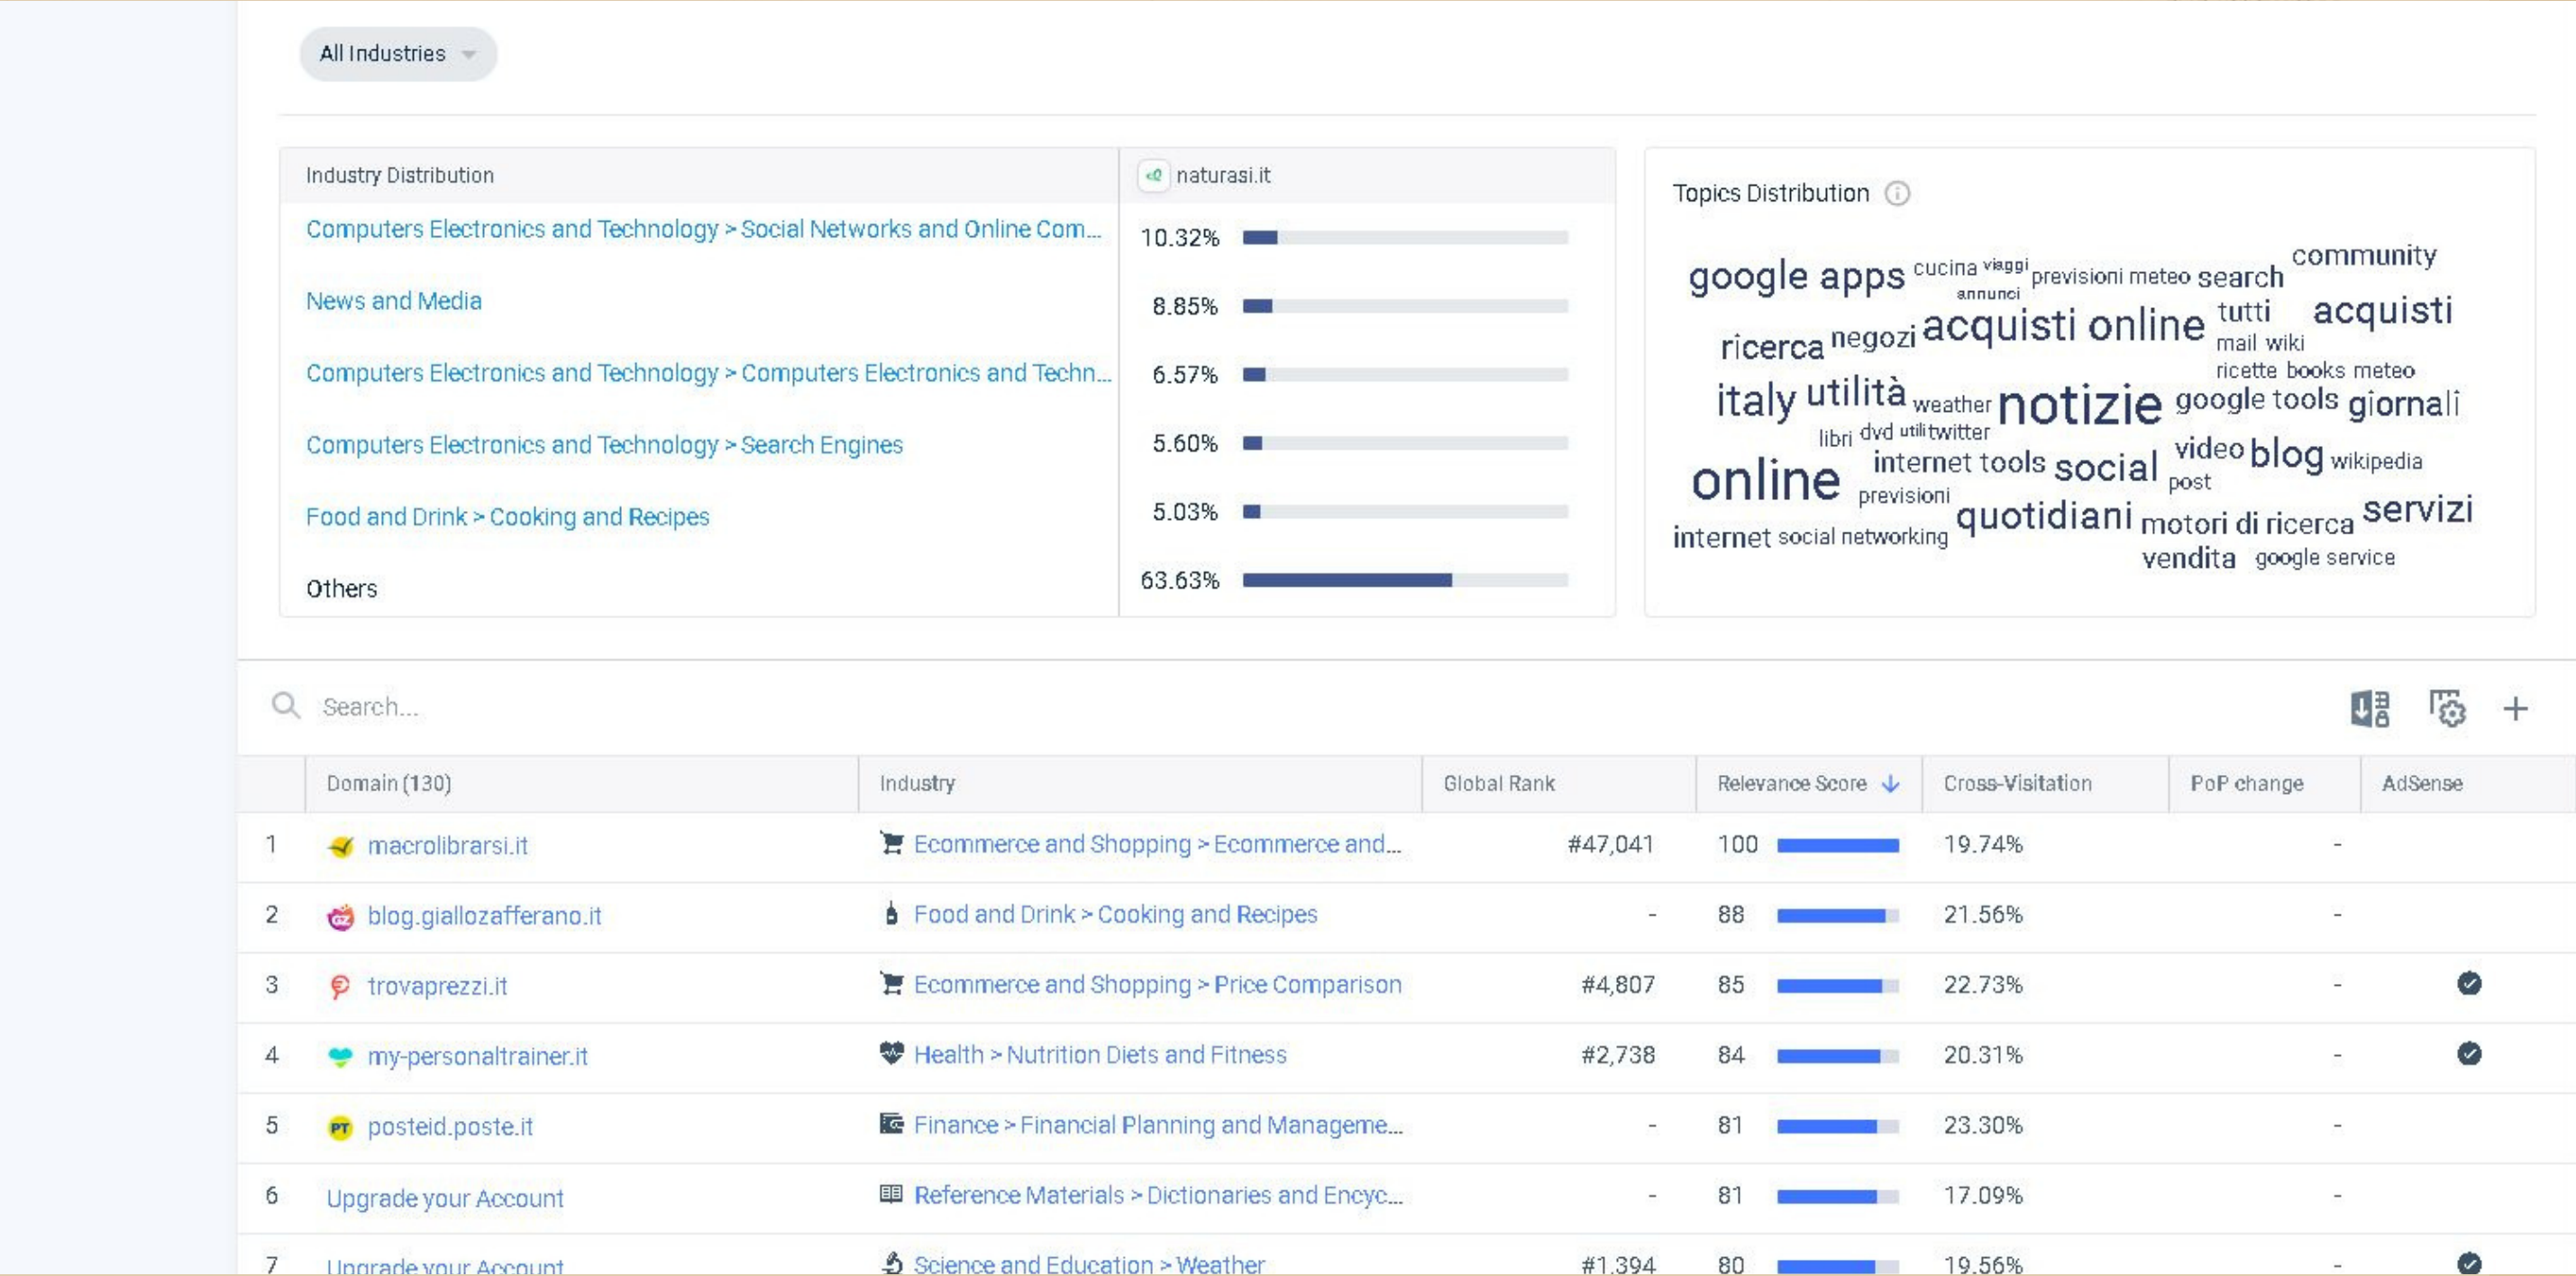 All Industries
Industry Distribution
naturasi.it
Computers Electronics and Technology > Social Networks and Online Com...
10.32%
News and Media
8.85%
Computers Electronics and Technology > Computers Electronics and Techn...
6.57%
Computers Electronics and Technology > Search Engines
5.60%
Food and Drink > Cooking and Recipes
5.03%
Others
63.63%
Topics Distribution
google apps cucina viaggi annunci previsioni meteo search community
ricerca negozi acquisti online tutti acquisti
mail wiki
ricette books meteo
italy utilità weather notizie google tools giornali
libri dvd utili twitter
online internet tools social video blog wikipedia
previsioni post
internet social networking quotidiani motori di ricerca servizi
vendita google service
Search...
Domain (130) Industry Global Rank Relevance Score Cross-Visitation PoP change AdSense
1 macrolibrarsi.it Ecommerce and Shopping > Ecommerce and... #47,041 100 19.74% -
2 blog.giallozafferano.it Food and Drink > Cooking and Recipes - 88 21.56% -
3 trovaprezzi.it Ecommerce and Shopping > Price Comparison #4,807 85 22.73% -
4 my-personaltrainer.it Health > Nutrition Diets and Fitness #2,738 84 20.31% -
5 PT posteid.poste.it Finance > Financial Planning and Manageme... - 81 23.30% -
6 Upgrade your Account Reference Materials > Dictionaries and Encyc... - 81 17.09% -
7 Upgrade your Account Science and Education > Weather #1,394 80 19.56% -